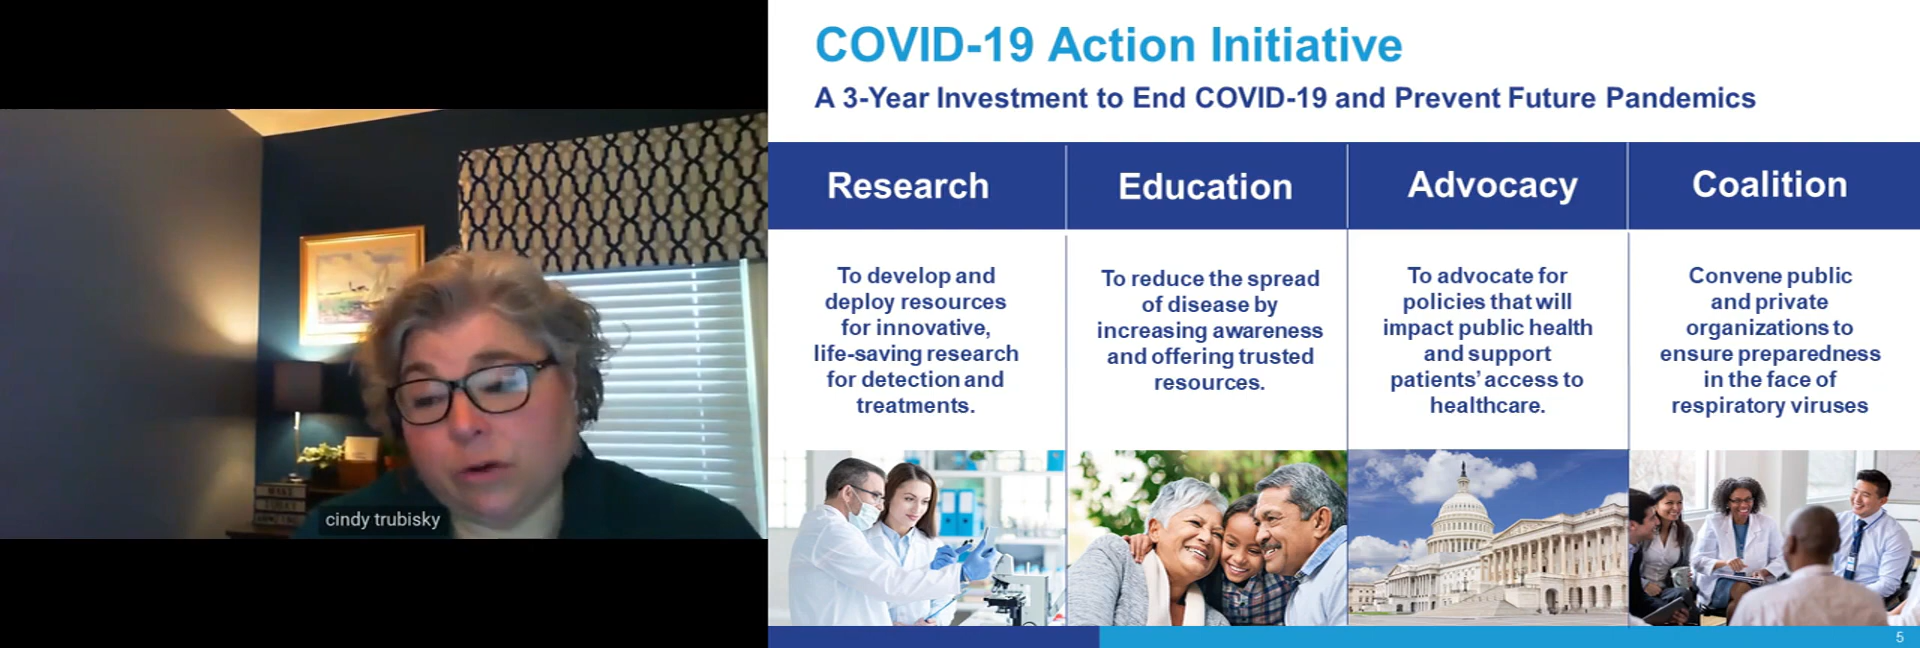 cindy trubisky
COVID-19 Action Initiative
A 3-Year Investment to End COVID-19 and Prevent Future Pandemics
Research
To develop and
deploy resources
for innovative,
life-saving research
for detection and
treatments.
Education
To reduce the spread
of disease by
increasing awareness
and offering trusted
resources.
Advocacy
To advocate for
policies that will
impact public health
and support
patients’ access to
healthcare.
Coalition
Convene public
and private
organizations to
ensure preparedness
in the face of
respiratory viruses
5